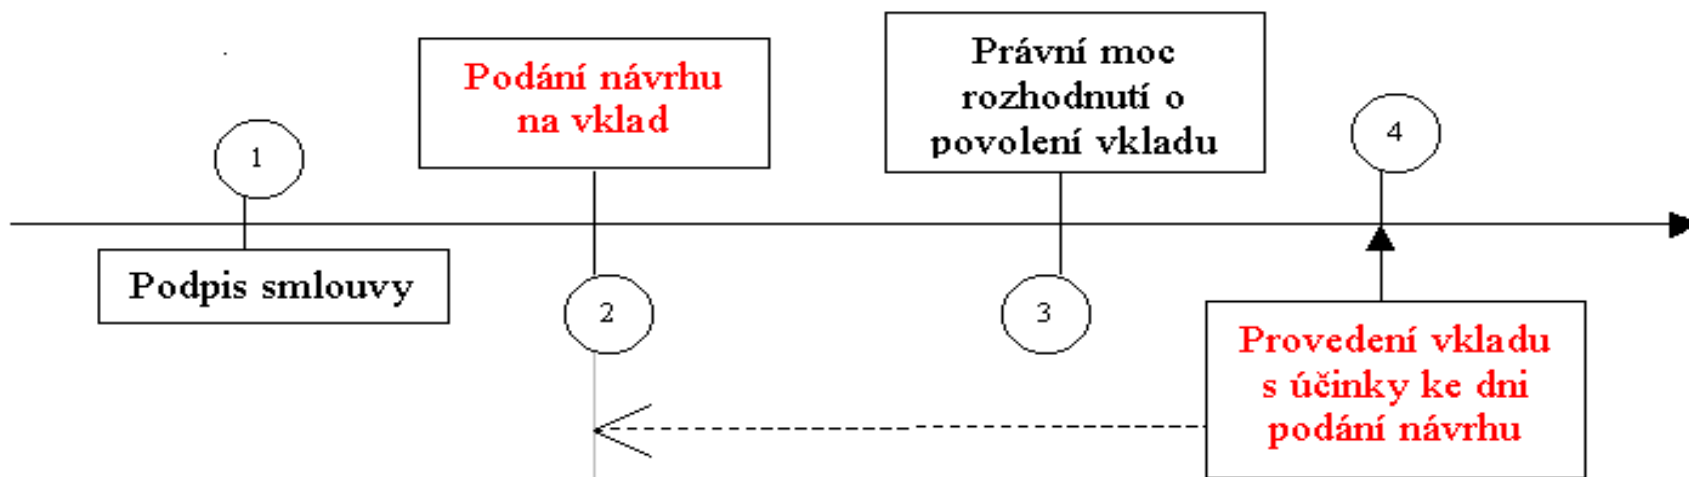 Podání návrhu
na vklad
Právní moc
rozhodnutí o
povolení vkladu
1
4
Podpis smlouvy
2
3
Provedení vkladu
s účinky ke dni
podání návrhu